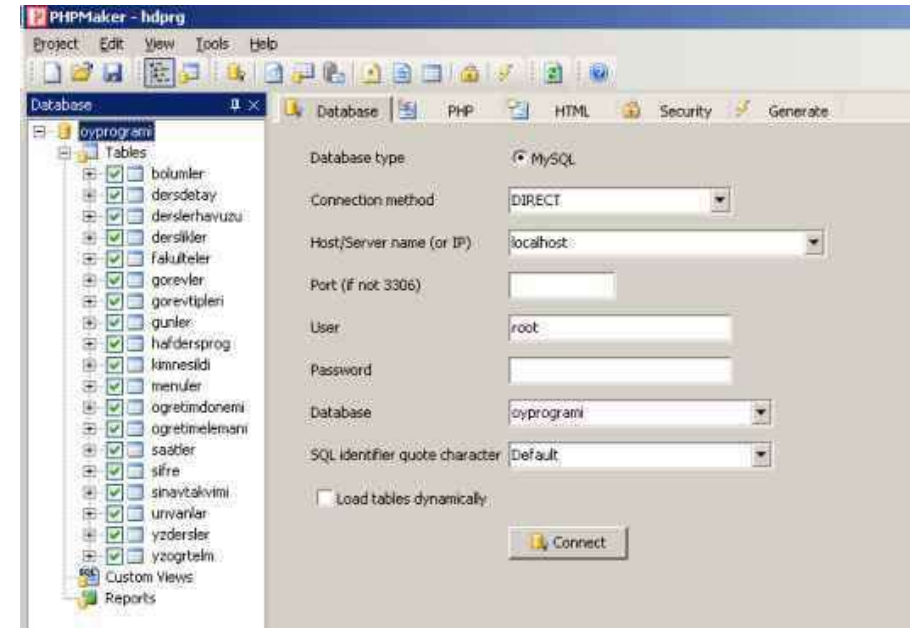 PHPMaker - hdprg
Project Edit View Tools Help
Database
Database PHP HTML Security Generate
oyprogrami
Tables
bolumler
dersdetay
derslerhavuzu
derslikler
fakulteler
gorevler
gorevtipleri
gunler
hafdersprog
kimnesildi
menuler
ogretimdonemi
ogretimelemani
saatler
sifre
sinavtakvimi
unvanlar
yzdersler
yzogrtelm
Custom Views
Reports
Database type MySQL
Connection method DIRECT
Host/Server name (or IP) localhost
Port (if not 3306)
User root
Password
Database oyprogrami
SQL identifier quote character Default
Load tables dynamically
Connect